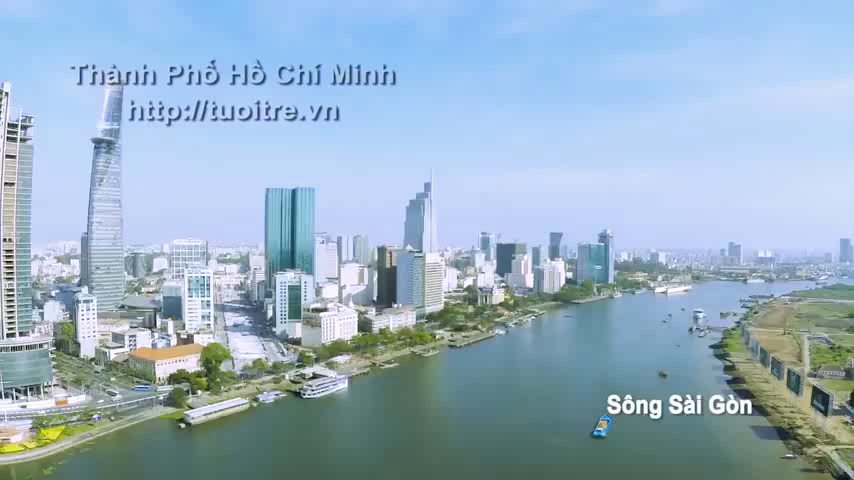 Thành Phố Hồ Chí Minh
http://tuoitre.vn
Sông Sài Gòn